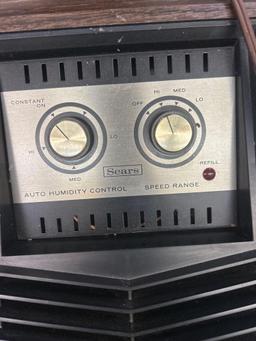 CONSTANT
ON
LO
HI
MED
OFF
HI
MED
LO
REFILL
Sears
AUTO HUMIDITY CONTROL
SPEED RANGE